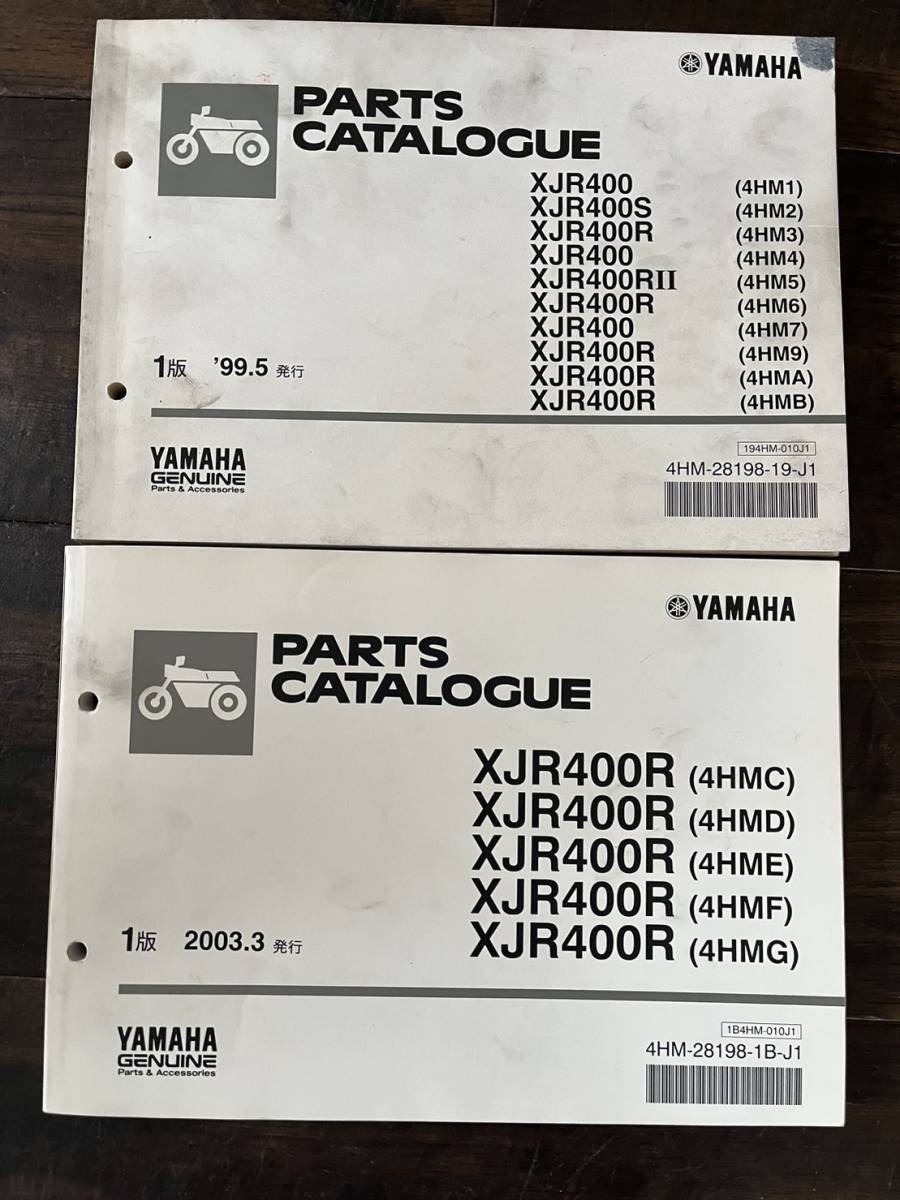 YAMAHA
PARTS
CATALOGUE
XJR400 (4HM1)
XJR400S (4HM2)
XJR400R (4HM3)
XJR400 (4HM4)
XJR400RII (4HM5)
XJR400R (4HM6)
XJR400 (4HM7)
XJR400R (4HM9)
XJR400R (4HMA)
XJR400R (4HMB)
1版 '99.5 発行
YAMAHA
GENUINE
Parts & Accessories
194HM-010J1
4HM-28198-19-J1
YAMAHA
PARTS
CATALOGUE
XJR400R (4HMC)
XJR400R (4HMD)
XJR400R (4HME)
XJR400R (4HMF)
XJR400R (4HMG)
1版 2003.3 発行
YAMAHA
GENUINE
Parts & Accessories
1B4HM-010J1
4HM-28198-1B-J1